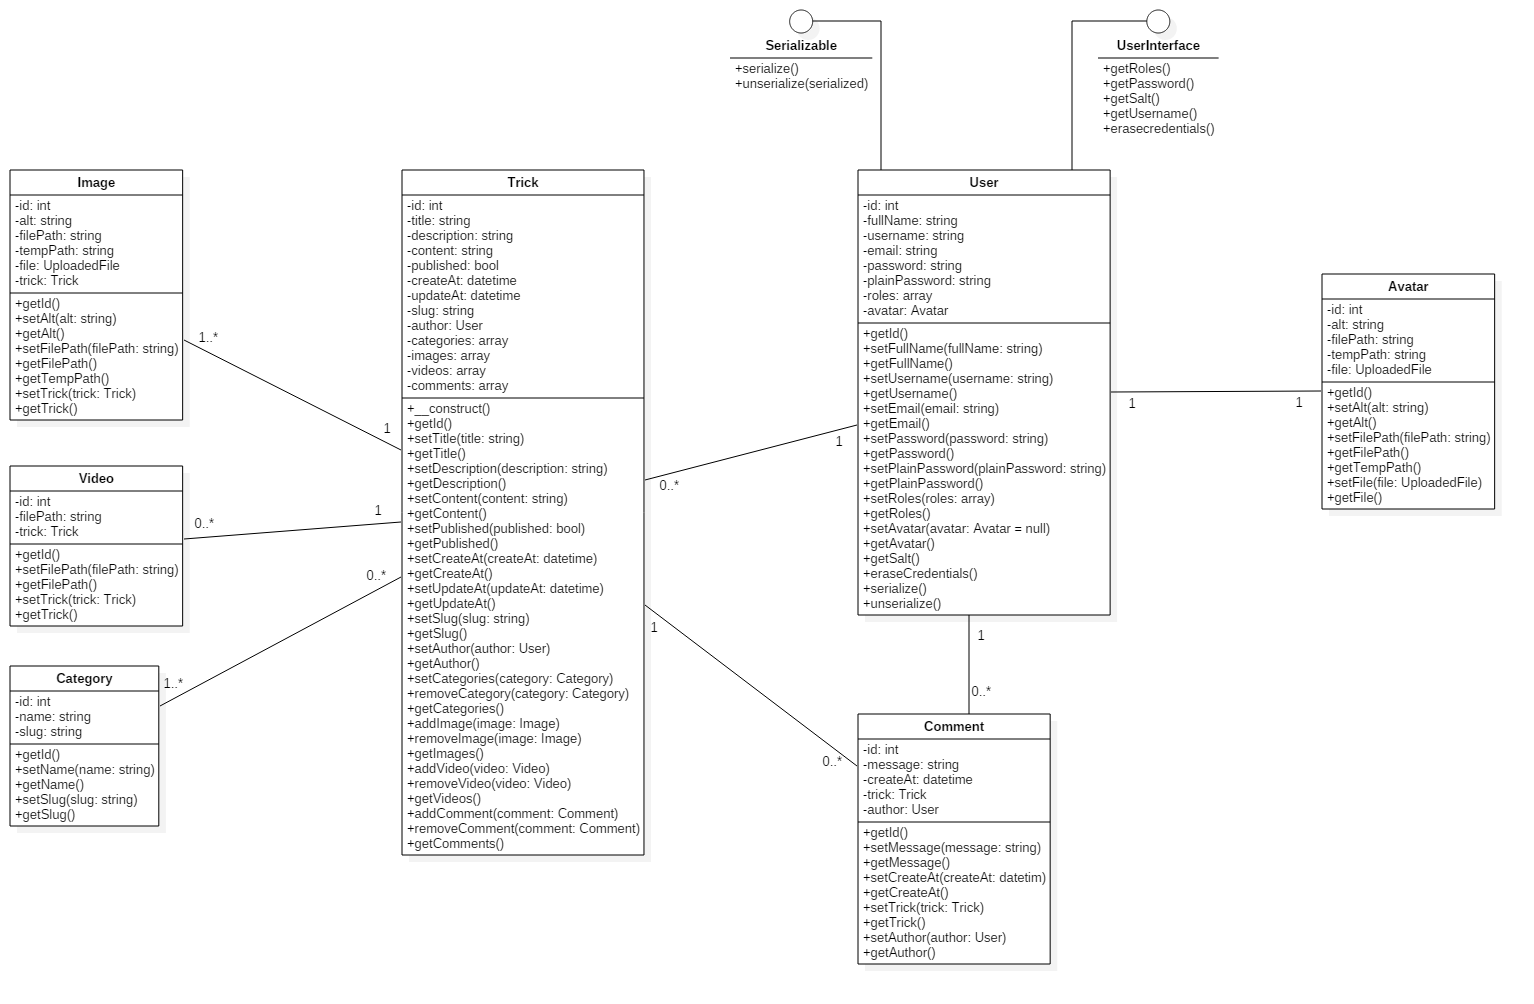 Serializable
+serialize()
+unserialize(serialized)
UserInterface
+getRoles()
+getPassword()
+getSalt()
+getUsername()
+erasecredentials()
Image
-id: int
-alt: string
-filePath: string
-tempPath: string
-file: UploadedFile
-trick: Trick
+getId()
+setAlt(alt: string)
+getAlt()
+setFilePath(filePath: string)
+getFilePath()
+getTempPath()
+setTrick(trick: Trick)
+getTrick()
1..*
1
Video
-id: int
-filePath: string
-trick: Trick
+getId()
+setFilePath(filePath: string)
+getFilePath()
+setTrick(trick: Trick)
+getTrick()
0..*
1
Category
-id: int
-name: string
-slug: string
+getId()
+setName(name: string)
+getName()
+setSlug(slug: string)
+getSlug()
1..*
0..*
Trick
-id: int
-title: string
-description: string
-content: string
-published: bool
-createAt: datetime
-updateAt: datetime
-slug: string
-author: User
-categories: array
-images: array
-videos: array
-comments: array
+__construct()
+getId()
+setTitle(title: string)
+getTitle()
+setDescription(description: string)
+getDescription()
+setContent(content: string)
+getContent()
+setPublished(published: bool)
+getPublished()
+setCreateAt(createAt: datetime)
+getCreateAt()
+setUpdateAt(updateAt: datetime)
+getUpdateAt()
+setSlug(slug: string)
+getSlug()
+setAuthor(author: User)
+getAuthor()
+setCategories(category: Category)
+removeCategory(category: Category)
+getCategories()
+addImage(image: Image)
+removeImage(image: Image)
+getImages()
+addVideo(video: Video)
+removeVideo(video: Video)
+getVideos()
+addComment(comment: Comment)
+removeComment(comment: Comment)
+getComments()
0..*
1
1
0..*
User
-id: int
-fullName: string
-username: string
-email: string
-password: string
-plainPassword: string
-roles: array
-avatar: Avatar
+getId()
+setFullName(fullName: string)
+getFullName()
+setUsername(username: string)
+getUsername()
+setEmail(email: string)
+getEmail()
+setPassword(password: string)
+getPassword()
+setPlainPassword(plainPassword: string)
+getPlainPassword()
+setRoles(roles: array)
+getRoles()
+setAvatar(avatar: Avatar = null)
+getAvatar()
+getSalt()
+eraseCredentials()
+serialize()
+unserialize()
1
0..*
1
1
Avatar
-id: int
-alt: string
-filePath: string
-tempPath: string
-file: UploadedFile
+getId()
+setAlt(alt: string)
+getAlt()
+setFilePath(filePath: string)
+getFilePath()
+getTempPath()
+setFile(file: UploadedFile)
+getFile()
Comment
-id: int
-message: string
-createAt: datetime
-trick: Trick
-author: User
+getId()
+setMessage(message: string)
+getMessage()
+setCreateAt(createAt: datetim)
+getCreateAt()
+setTrick(trick: Trick)
+getTrick()
+setAuthor(author: User)
+getAuthor()